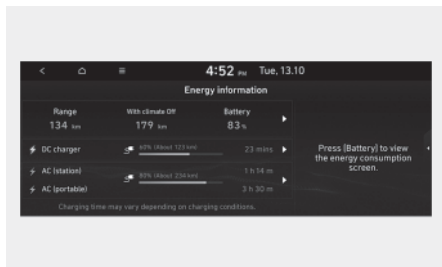 4:52 PM Tue, 13.10
Energy information
Range With climate Off Battery
134 km 179 km 83 %
DC charger 60% (About 123 km) 23 mins
AC (station) 80% (About 234 km) 1 h 14 m
AC (portable) 3 h 30 m
Charging time may vary depending on charging conditions.
Press [Battery] to view
the energy consumption
screen.